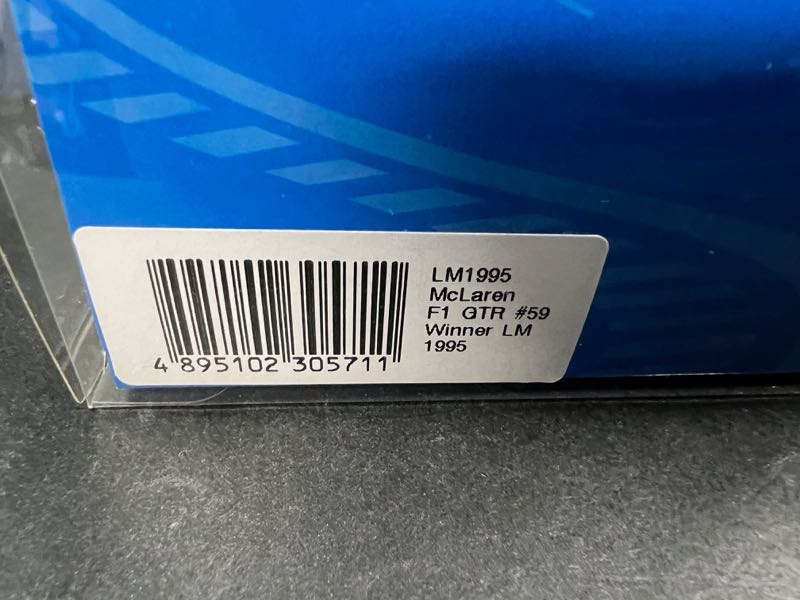 LM1995
McLaren
F1 GTR #59
Winner LM
1995
4 895102 305711